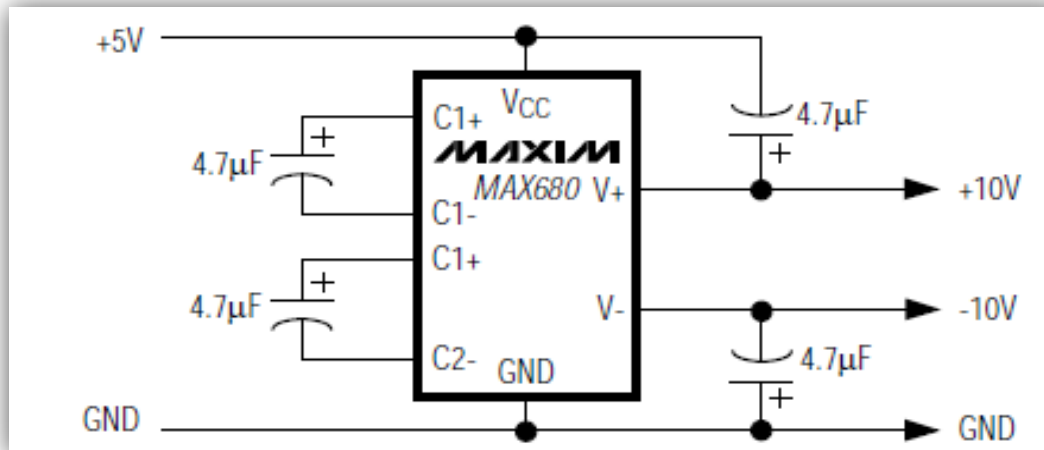 +5V
VCC
C1+
4.7µF
+
4.7µF
+
MAXIM
MAX680
V+
+10V
C1-
C1+
+
4.7µF
V-
-10V
C2-
GND
4.7µF
+
GND
GND